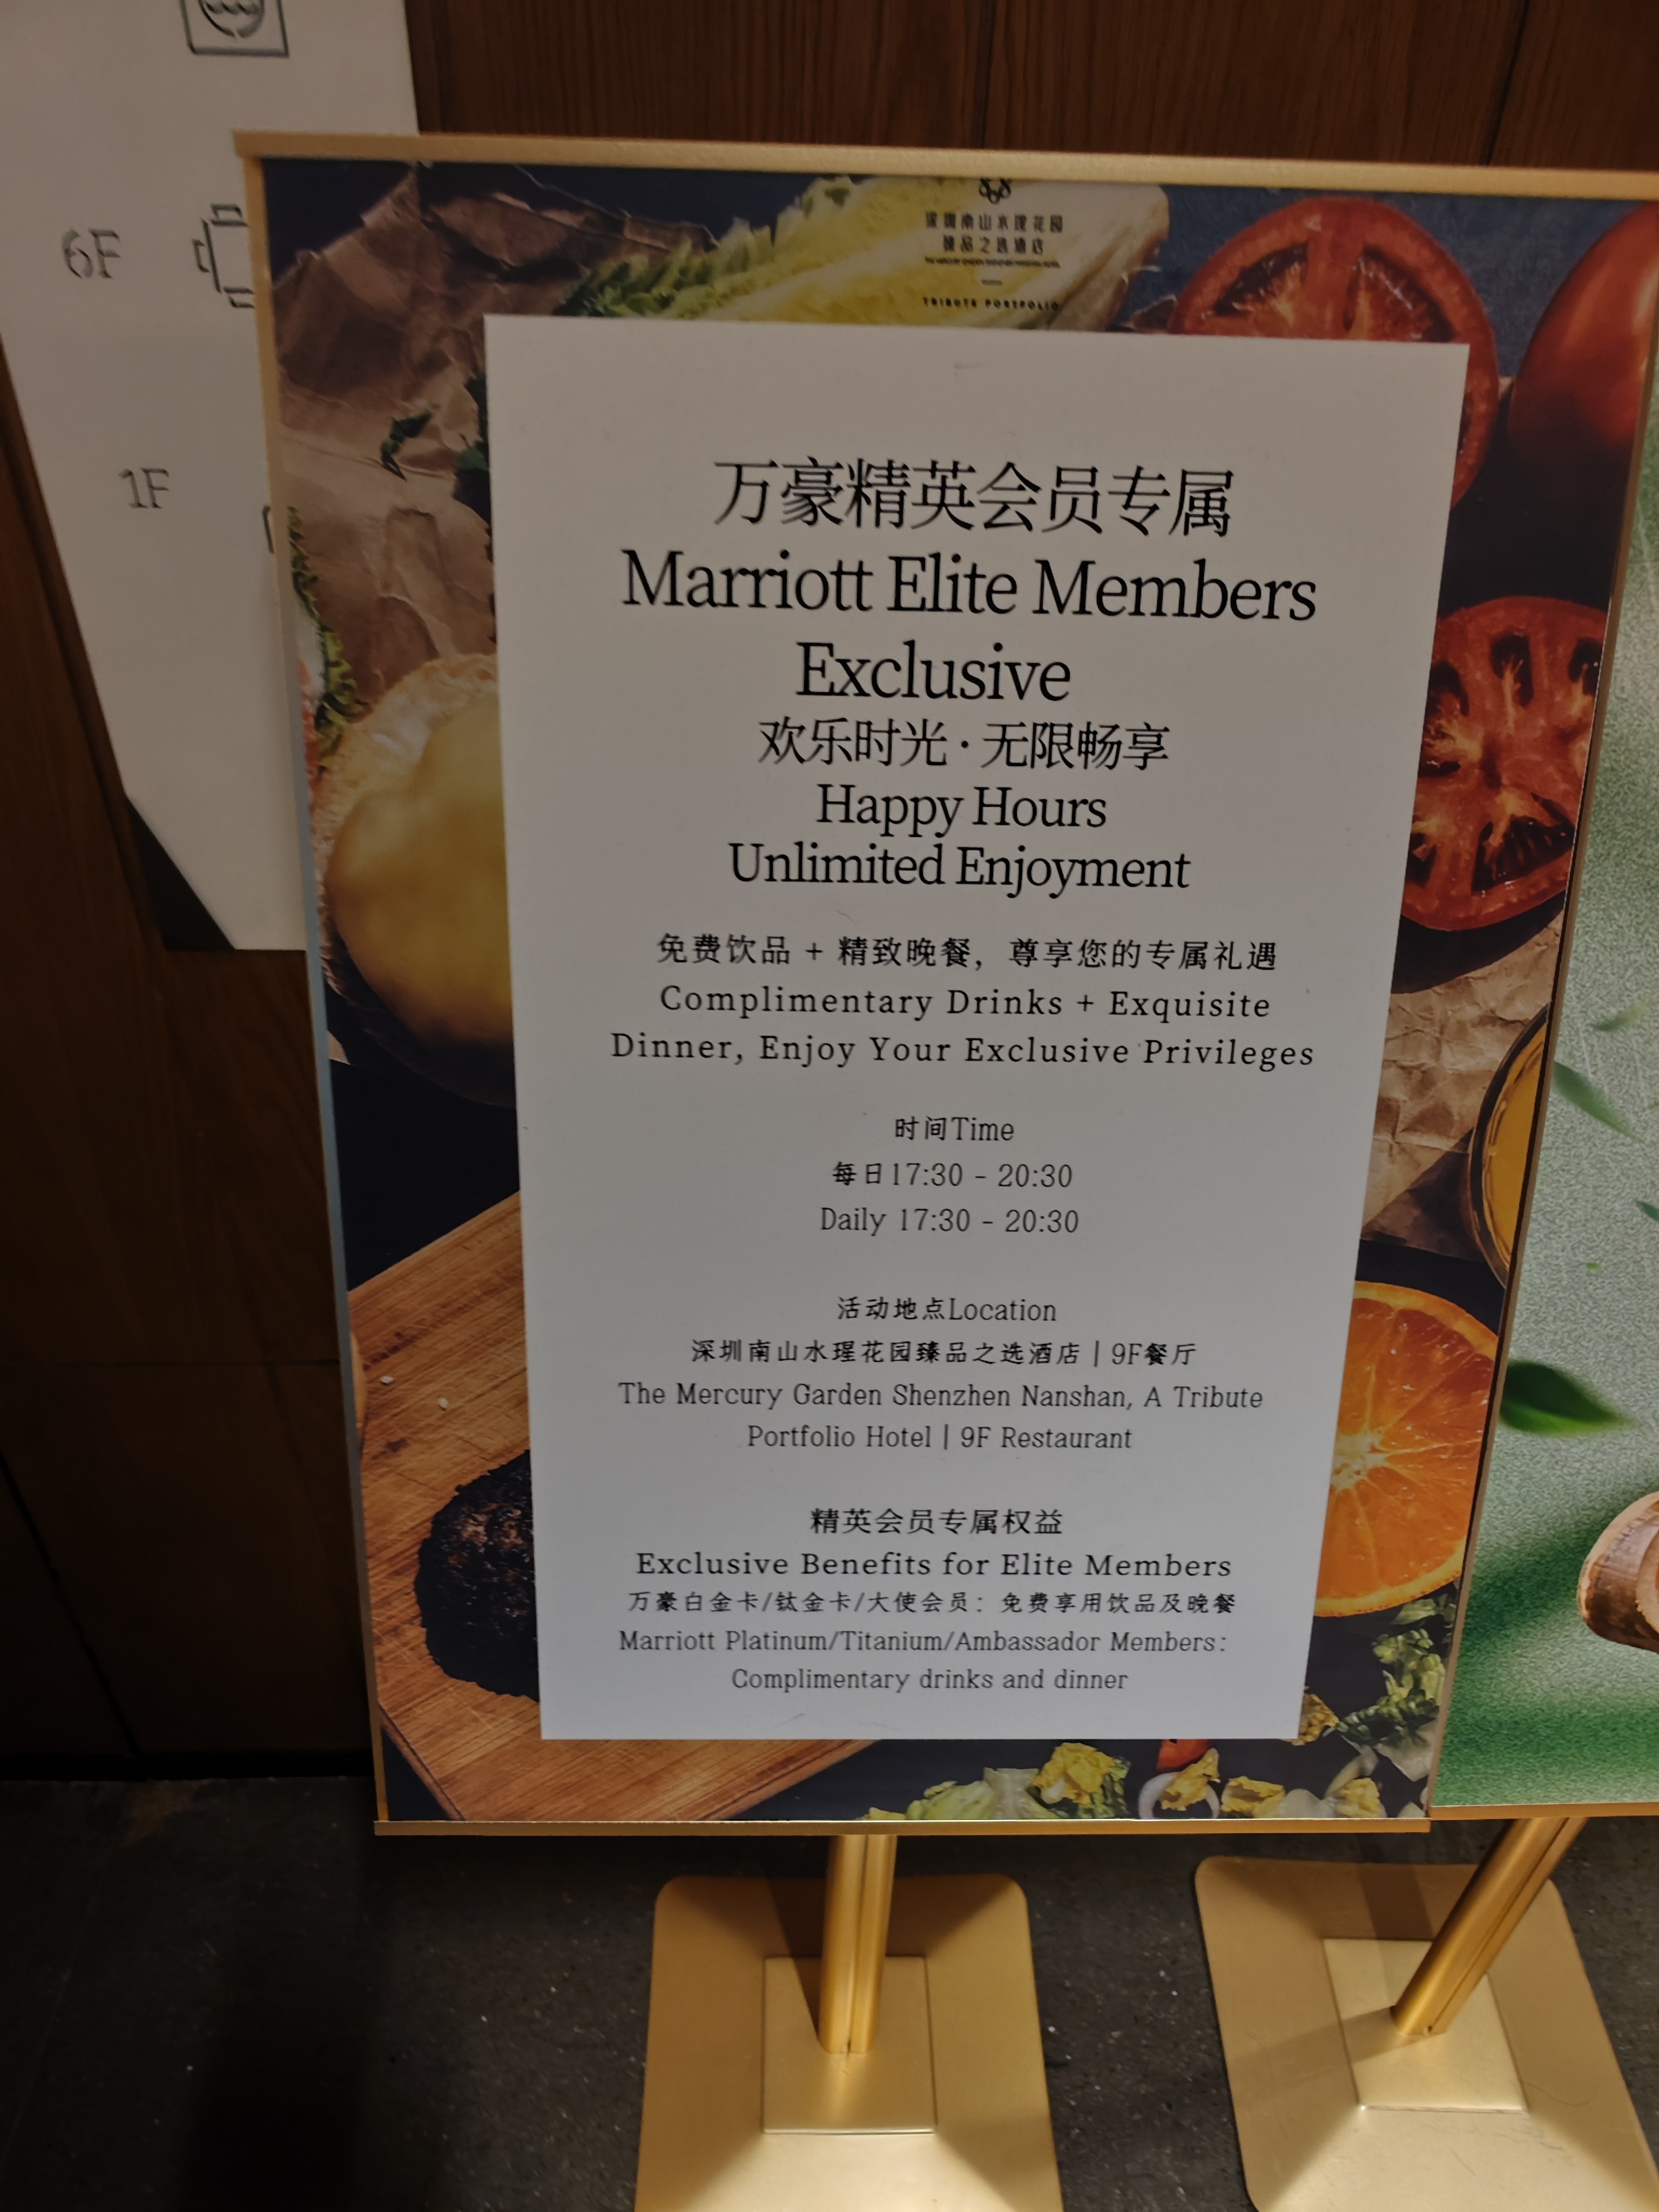 6F
1F
深圳南山水瑆花园
臻品之选酒店
TRIBUTE PORTFOLIO
万豪精英会员专属
Marriott Elite Members
Exclusive
欢乐时光·无限畅享
Happy Hours
Unlimited Enjoyment
免费饮品 + 精致晚餐，尊享您的专属礼遇
Complimentary Drinks + Exquisite
Dinner, Enjoy Your Exclusive Privileges
时间Time
每日17:30 - 20:30
Daily 17:30 - 20:30
活动地点Location
深圳南山水瑆花园臻品之选酒店 | 9F餐厅
The Mercury Garden Shenzhen Nanshan, A Tribute
Portfolio Hotel | 9F Restaurant
精英会员专属权益
Exclusive Benefits for Elite Members
万豪白金卡/钛金卡/大使会员：免费享用饮品及晚餐
Marriott Platinum/Titanium/Ambassador Members:
Complimentary drinks and dinner